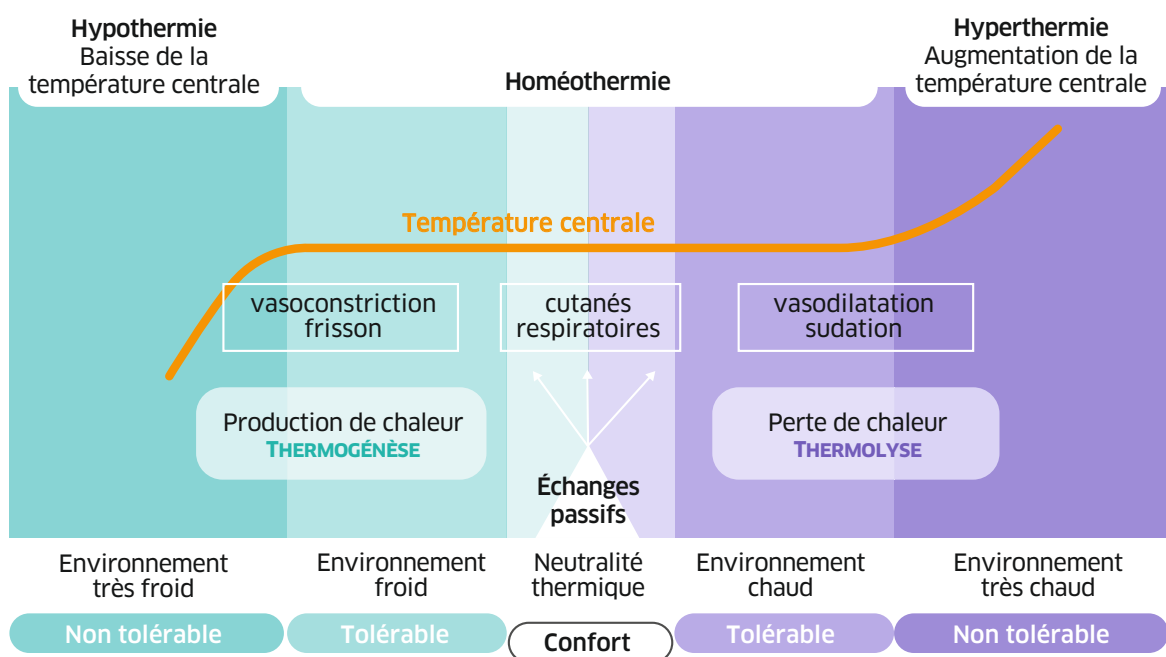 Hypothermie
Baisse de la
température centrale
Homéothermie
Hyperthermie
Augmentation de la
température centrale
Température centrale
vasoconstriction
frisson
cutanés
respiratoires
vasodilatation
sudation
Production de chaleur
THERMOGÉNÈSE
Perte de chaleur
THERMOLYSE
Échanges
passifs
Environnement
très froid
Environnement
froid
Neutralité
thermique
Environnement
chaud
Environnement
très chaud
Non tolérable
Tolérable
Confort
Tolérable
Non tolérable